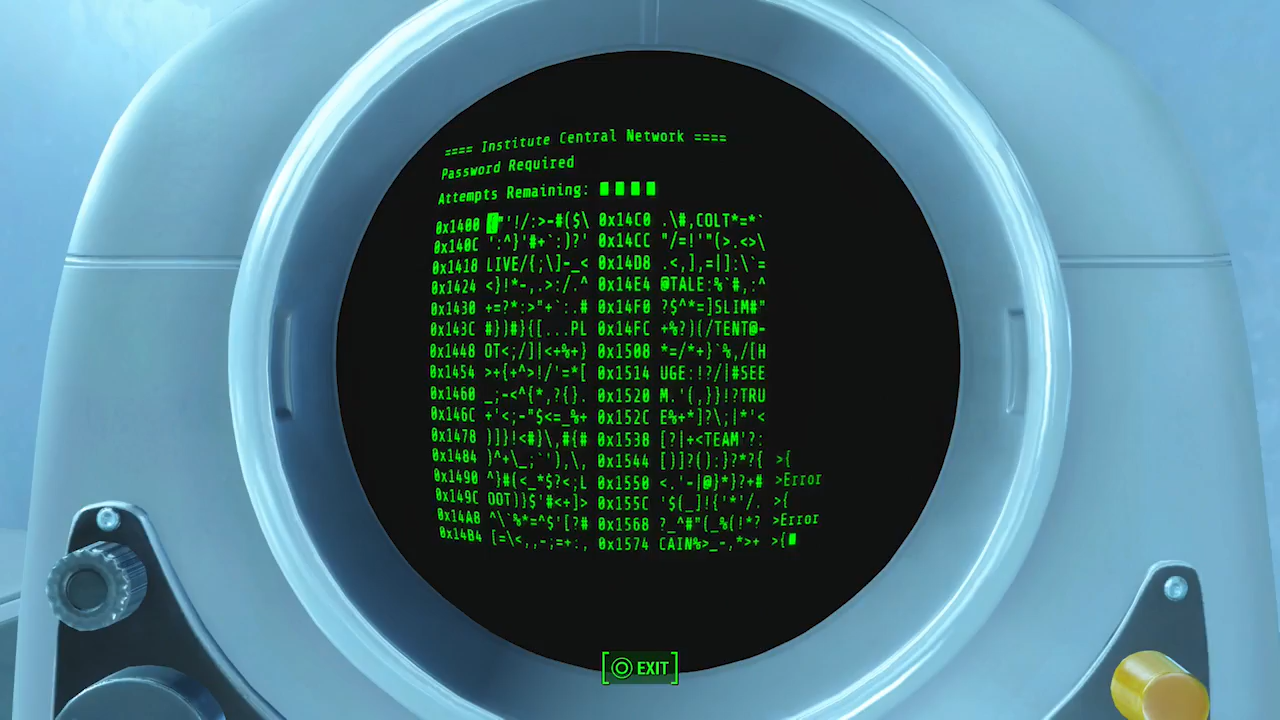 ==== Institute Central Network ====
Password Required
Attempts Remaining: ■ ■ ■ ■
0x1400 "'!/:>-#($\ 0x14C0 .\#,COLT*=*`
0x140C ':^}'#+`:)?' 0x14CC "/=!'"(>.<>\
0x1418 LIVE/(;\]-_< 0x14D8 .<,],=|]:\`=
0x1424 <}!*-,.>:/.^ 0x14E4 @TALE:%`#,:^
0x1430 +=?*:>"+`:.# 0x14F0 ?$^*=]SLIM#"
0x143C #})#}{[...PL 0x14FC +%?)(/TENT@-
0x1448 OT<;/]|<+%+} 0x1508 *=/*+}`%,/[H
0x1454 >+{+^>!/'=*[ 0x1514 UGE:!?/|#SEE
0x1460 _;-<^{*,?{}. 0x1520 M.'(,}}!?TRU
0x146C +'<;-"$<=_%+ 0x152C E%+*]?\;|*'<
0x1478 )]}!<#}\,#{# 0x1538 [?|+<TEAM'?:
0x1484 )^+\_;``),\, 0x1544 [)]?():}?*?{ >{
0x1490 ^}#(<_*$?<;L 0x1550 <.'-|@}*}?+# >Error
0x149C OOT))}$'#<+]> 0x155C '$(_]!{'*'/. >{
0x14A8 ^\`%*=^$'[?# 0x1568 ?_^#"(_%(!*? >Error
0x14B4 [=\<,,-;=+:, 0x1574 CAIN%>_-,*>+ >{■
EXIT